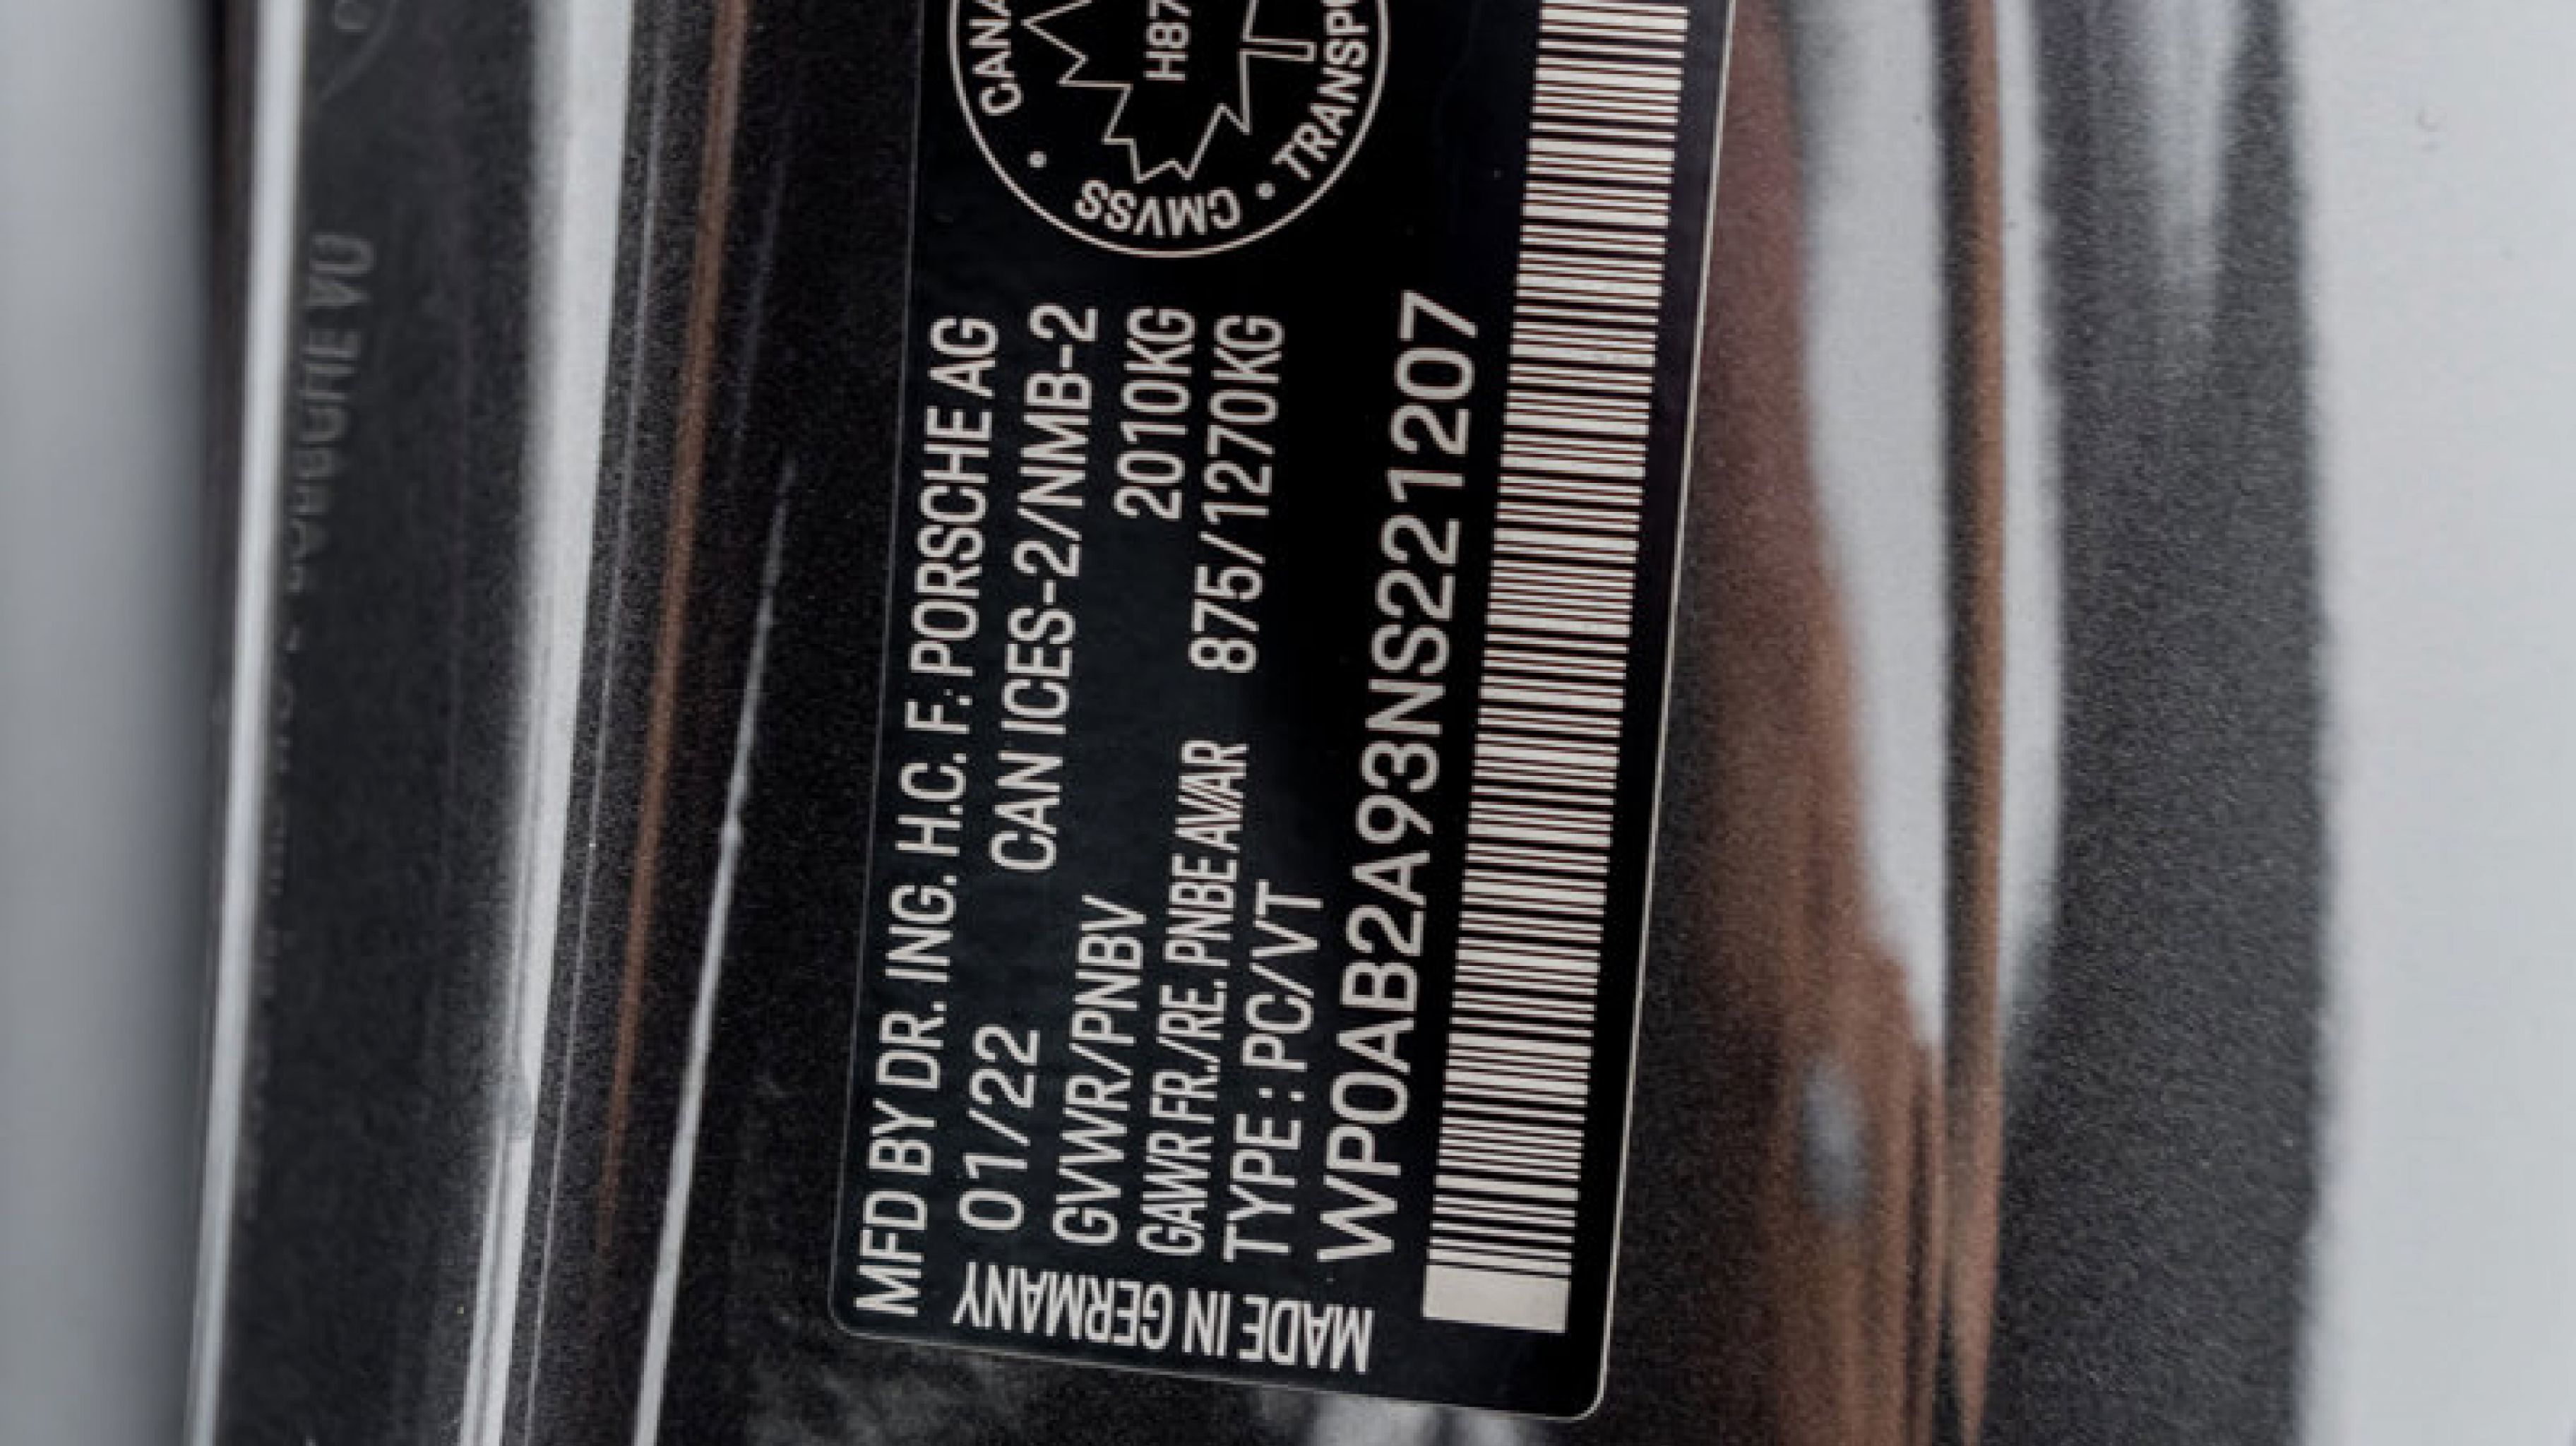 MFD BY DR. ING. H.C. F. PORSCHE AG
01/22 CAN ICES-2/NMB-2
GVWR/PNBV 2010KG
GAWR FR./RE. PNBE AV/AR 875/1270KG
TYPE : PC/VT
WP0AB2A93NS221207
MADE IN GERMANY
CMVSS
H87